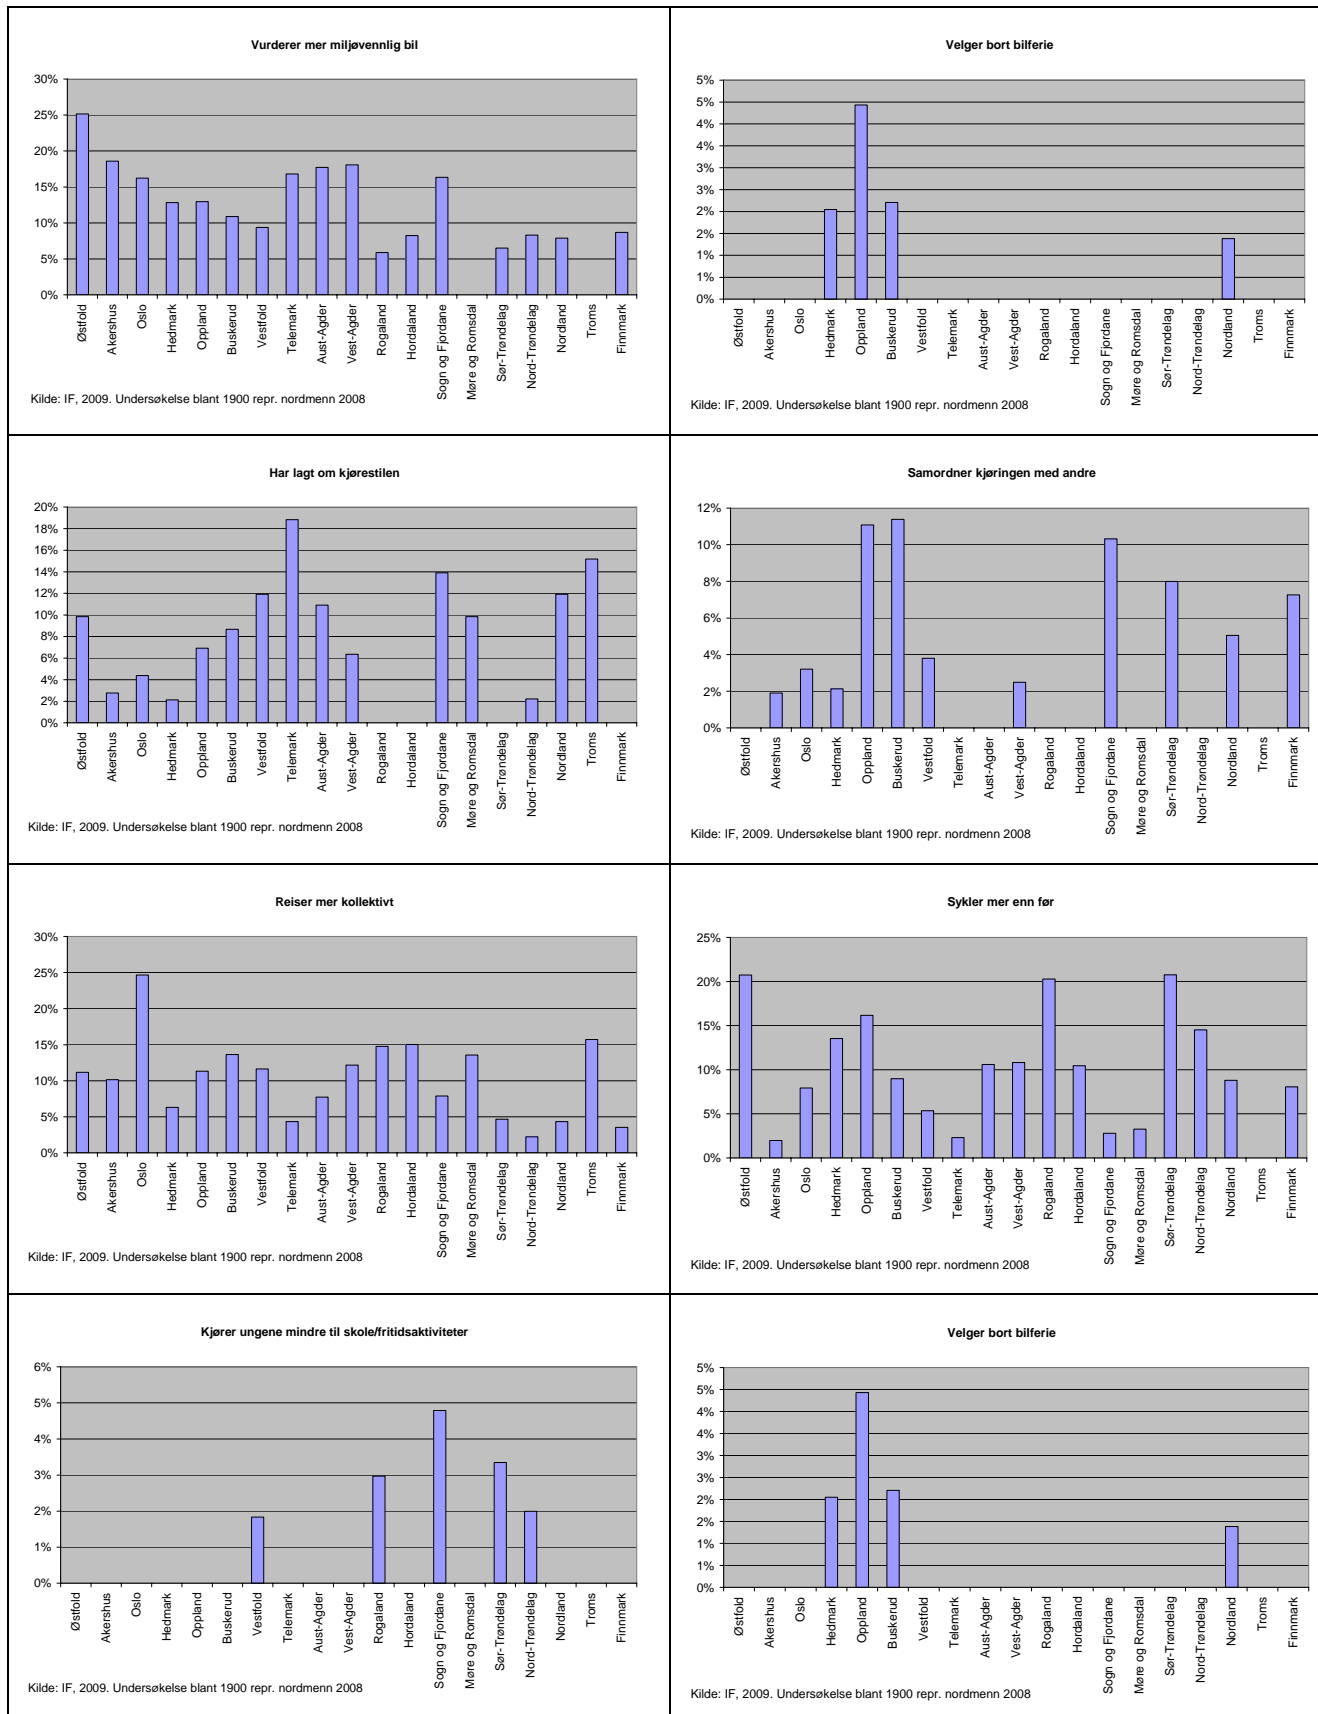 Vurderer mer miljøvennlig bil
30%
25%
20%
15%
10%
5%
0%
Østfold
Akershus
Oslo
Hedmark
Oppland
Buskerud
Vestfold
Telemark
Aust-Agder
Vest-Agder
Rogaland
Hordaland
Sogn og Fjordane
Møre og Romsdal
Sør-Trøndelag
Nord-Trøndelag
Nordland
Troms
Finnmark
Kilde: IF, 2009. Undersøkelse blant 1900 repr. nordmenn 2008
Velger bort bilferie
5%
5%
4%
4%
3%
3%
2%
2%
1%
1%
0%
Østfold
Akershus
Oslo
Hedmark
Oppland
Buskerud
Vestfold
Telemark
Aust-Agder
Vest-Agder
Rogaland
Hordaland
Sogn og Fjordane
Møre og Romsdal
Sør-Trøndelag
Nord-Trøndelag
Nordland
Troms
Finnmark
Kilde: IF, 2009. Undersøkelse blant 1900 repr. nordmenn 2008
Har lagt om kjørestilen
20%
18%
16%
14%
12%
10%
8%
6%
4%
2%
0%
Østfold
Akershus
Oslo
Hedmark
Oppland
Buskerud
Vestfold
Telemark
Aust-Agder
Vest-Agder
Rogaland
Hordaland
Sogn og Fjordane
Møre og Romsdal
Sør-Trøndelag
Nord-Trøndelag
Nordland
Troms
Finnmark
Kilde: IF, 2009. Undersøkelse blant 1900 repr. nordmenn 2008
Samordner kjøringen med andre
12%
10%
8%
6%
4%
2%
0%
Østfold
Akershus
Oslo
Hedmark
Oppland
Buskerud
Vestfold
Telemark
Aust-Agder
Vest-Agder
Rogaland
Hordaland
Sogn og Fjordane
Møre og Romsdal
Sør-Trøndelag
Nord-Trøndelag
Nordland
Troms
Finnmark
Kilde: IF, 2009. Undersøkelse blant 1900 repr. nordmenn 2008
Reiser mer kollektivt
30%
25%
20%
15%
10%
5%
0%
Østfold
Akershus
Oslo
Hedmark
Oppland
Buskerud
Vestfold
Telemark
Aust-Agder
Vest-Agder
Rogaland
Hordaland
Sogn og Fjordane
Møre og Romsdal
Sør-Trøndeleg
Nord-Trøndelag
Nordland
Troms
Finnmark
Kilde: IF, 2009. Undersøkelse blant 1900 repr. nordmenn 2008
Sykler mer enn før
25%
20%
15%
10%
5%
0%
Østfold
Akershus
Oslo
Hedmark
Oppland
Buskerud
Vestfold
Telemark
Aust-Agder
Vest-Agder
Rogaland
Hordaland
Sogn og Fjordane
Møre og Romsdal
Sør-Trøndelag
Nord-Trøndelag
Nordland
Troms
Finnmark
Kilde: IF, 2009. Undersøkelse blant 1900 repr. nordmenn 2008
Kjører ungene mindre til skole/fritidsaktiviteter
6%
5%
4%
3%
2%
1%
0%
Østfold
Akershus
Oslo
Hedmark
Oppland
Buskerud
Vestfold
Telemark
Aust-Agder
Vest-Agder
Rogaland
Hordaland
Sogn og Fjordane
Møre og Romsdal
Sør-Trøndelag
Nord-Trøndelag
Nordland
Troms
Finnmark
Kilde: IF, 2009. Undersøkelse blant 1900 repr. nordmenn 2008
Velger bort bilferie
5%
5%
4%
3%
3%
2%
2%
1%
1%
0%
Østfold
Akershus
Oslo
Hedmark
Oppland
Buskerud
Vestfold
Telemark
Aust-Agder
Vest-Agder
Rogaland
Hordaland
Sogn og Fjordane
Møre og Romsdal
Sør-Trøndelag
Nord-Trøndelag
Nordland
Troms
Finnmark
Kilde: IF, 2009. Undersøkelse blant 1900 repr. nordmenn 2008